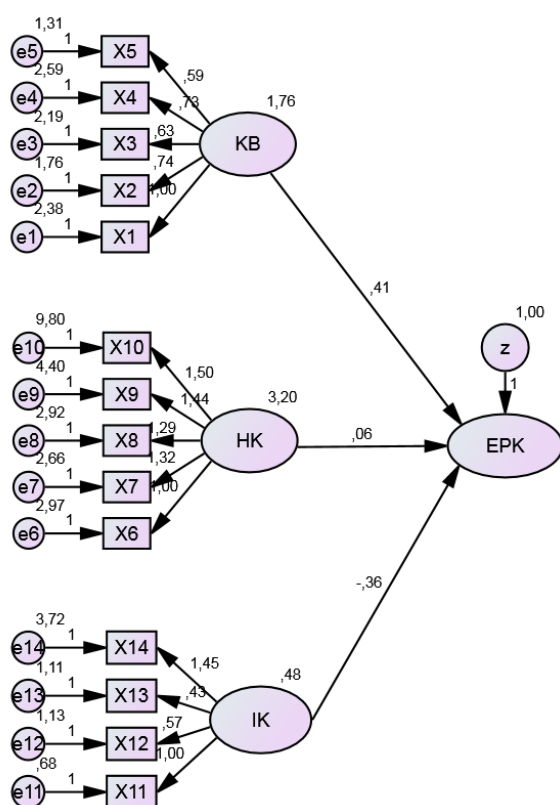 1,31
e5 1 X5
2,59
e4 1 X4
2,19
e3 1 X3
1,76
e2 1 X2
2,38
e1 1 X1
,59
,73
,63
,74
1,00
1,76
KB
,41
1,00
z
1
EPK
9,80
e10 1 X10
4,40
e9 1 X9
2,92
e8 1 X8
2,66
e7 1 X7
2,97
e6 1 X6
1,50
1,44
1,29
1,32
1,00
3,20
HK
,06
-,36
3,72
e14 1 X14
1,11
e13 1 X13
1,13
e12 1 X12
,68
e11 1 X11
1,45
,43
,57
1,00
,48
IK